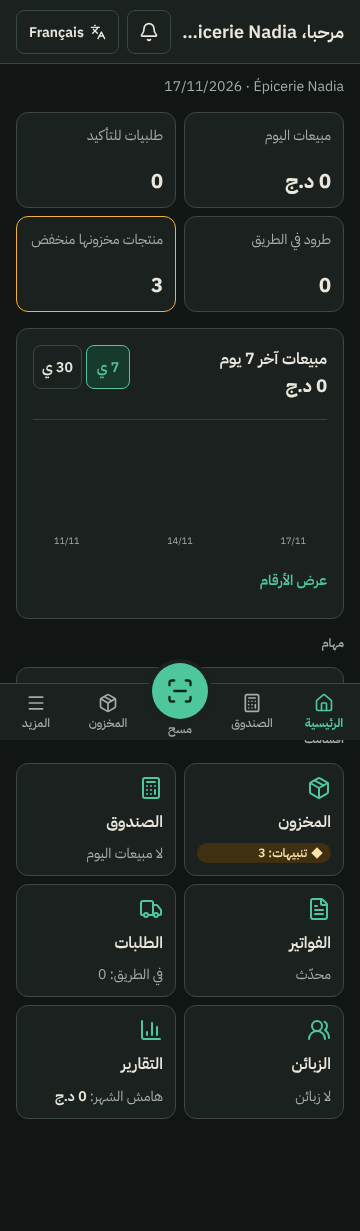 مرحبا، Épicerie Nadia...
Français
17/11/2026 · Épicerie Nadia
مبيعات اليوم
0 د.ج
طلبيات للتأكيد
0
طرود في الطريق
0
منتجات مخزونها منخفض
3
مبيعات آخر 7 يوم
0 د.ج
7 ي
30 ي
17/11
14/11
11/11
عرض الأرقام
مهام
الرئيسية
الصندوق
مسح
المخزون
المزيد
المخزون
◆ تنبيهات: 3
الصندوق
لا مبيعات اليوم
الفواتير
محدّث
الطلبات
في الطريق: 0
الزبائن
لا زبائن
التقارير
هامش الشهر: 0 د.ج